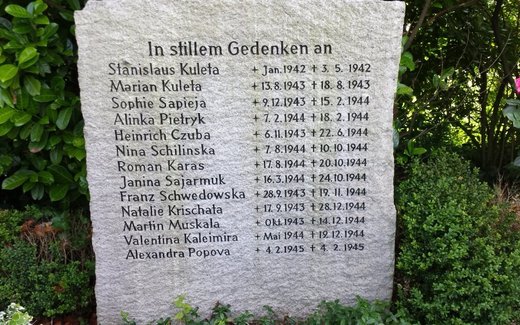 In stillem Gedenken an
Stanislaus Kuleta + Jan. 1942 + 3. 5. 1942
Marian Kuleta + 13. 8. 1943 + 18. 8. 1943
Sophie Sapieja + 9. 12. 1943 + 15. 2. 1944
Alinka Pietryk + 7. 2. 1944 + 18. 2. 1944
Heinrich Czuba + 6. 11. 1943 + 22. 6. 1944
Nina Schilinska + 7. 8. 1944 + 10. 10. 1944
Roman Karas + 17. 8. 1944 + 20. 10. 1944
Janina Sajarmuk + 16. 3. 1944 + 24. 10. 1944
Franz Schwedowska + 28. 9. 1943 + 19. 11. 1944
Natalie Krischata + 17. 9. 1943 + 28. 12. 1944
Martin Muskala + Okt. 1943 + 14. 12. 1944
Valentina Kaleimira + Mai 1944 + 19. 12. 1944
Alexandra Popova + 4. 2. 1945 + 4. 2. 1945